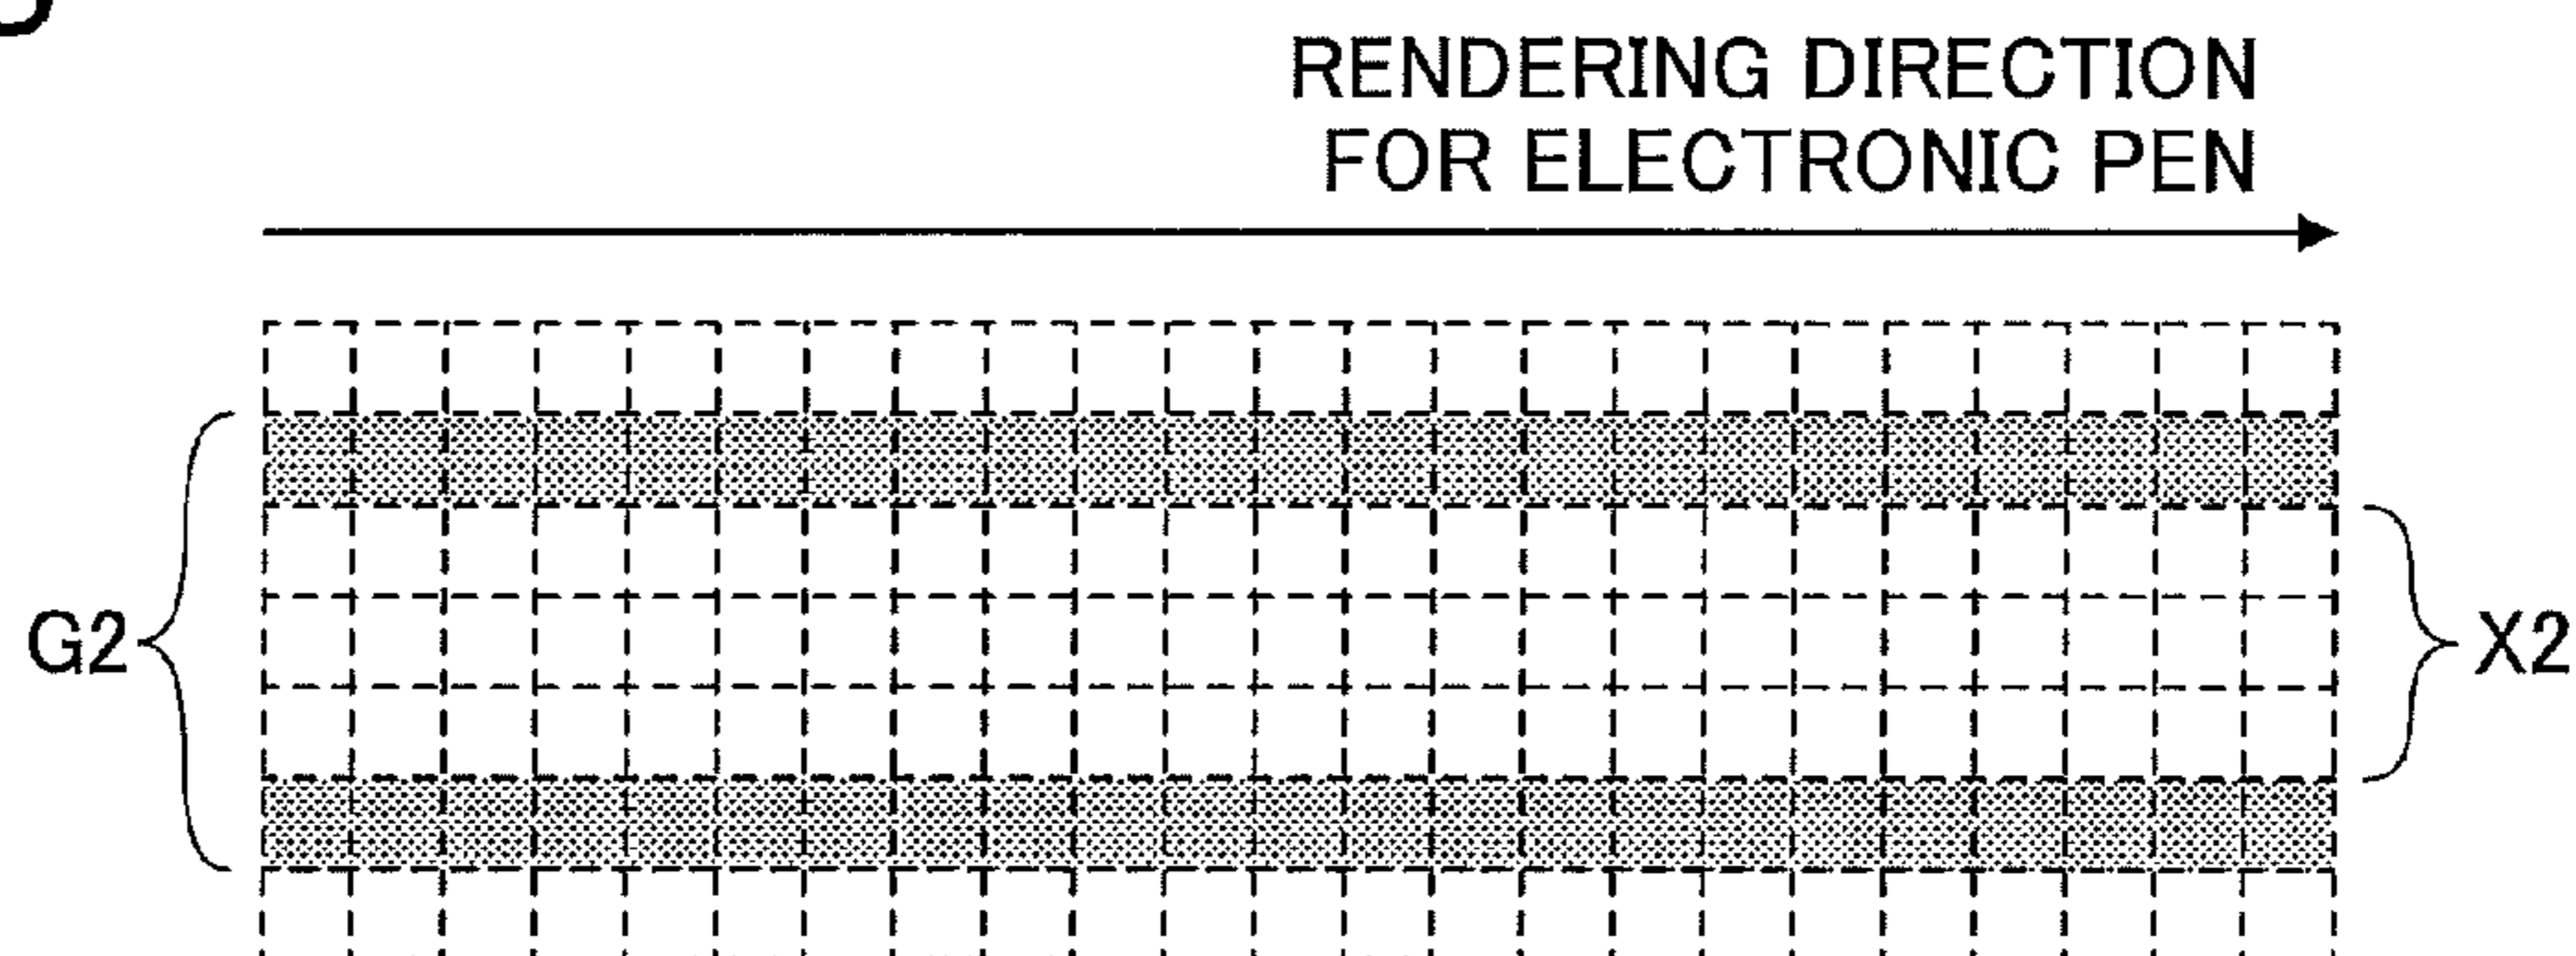 RENDERING DIRECTION
FOR ELECTRONIC PEN
G2
X2